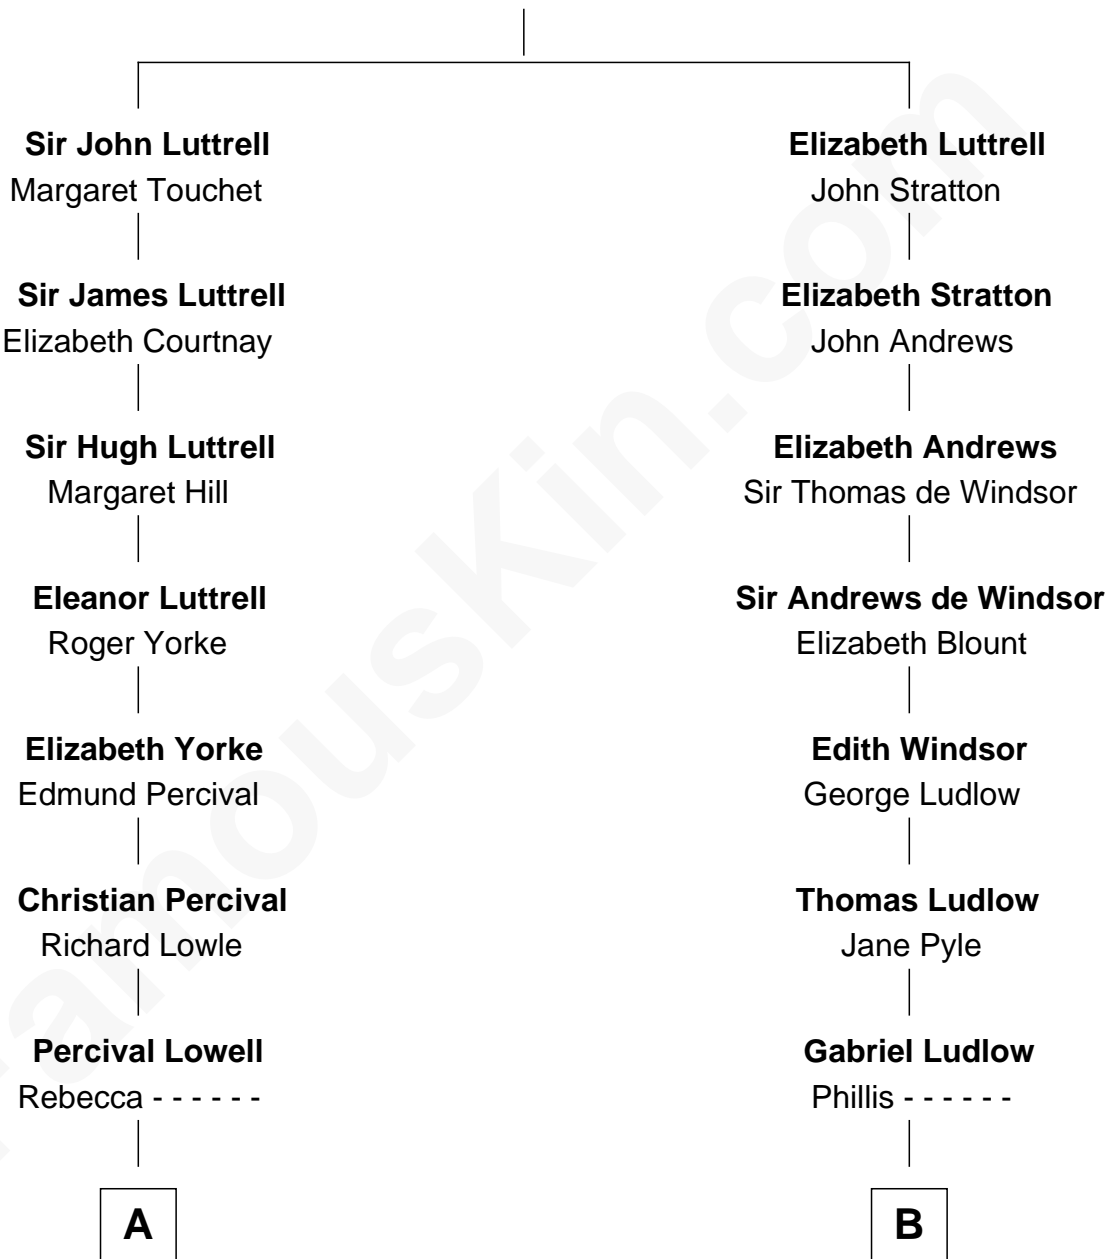 Sir John Luttrell
Margaret Touchet
Sir James Luttrell
Elizabeth Courtnay
Sir Hugh Luttrell
Margaret Hill
Eleanor Luttrell
Roger Yorke
Elizabeth Yorke
Edmund Percival
Christian Percival
Richard Lowle
Percival Lowell
Rebecca - - - - - -
A
Elizabeth Luttrell
John Stratton
Elizabeth Stratton
John Andrews
Elizabeth Andrews
Sir Thomas de Windsor
Sir Andrews de Windsor
Elizabeth Blount
Edith Windsor
George Ludlow
Thomas Ludlow
Jane Pyle
Gabriel Ludlow
Phillis - - - - - -
B
FamousKin.com